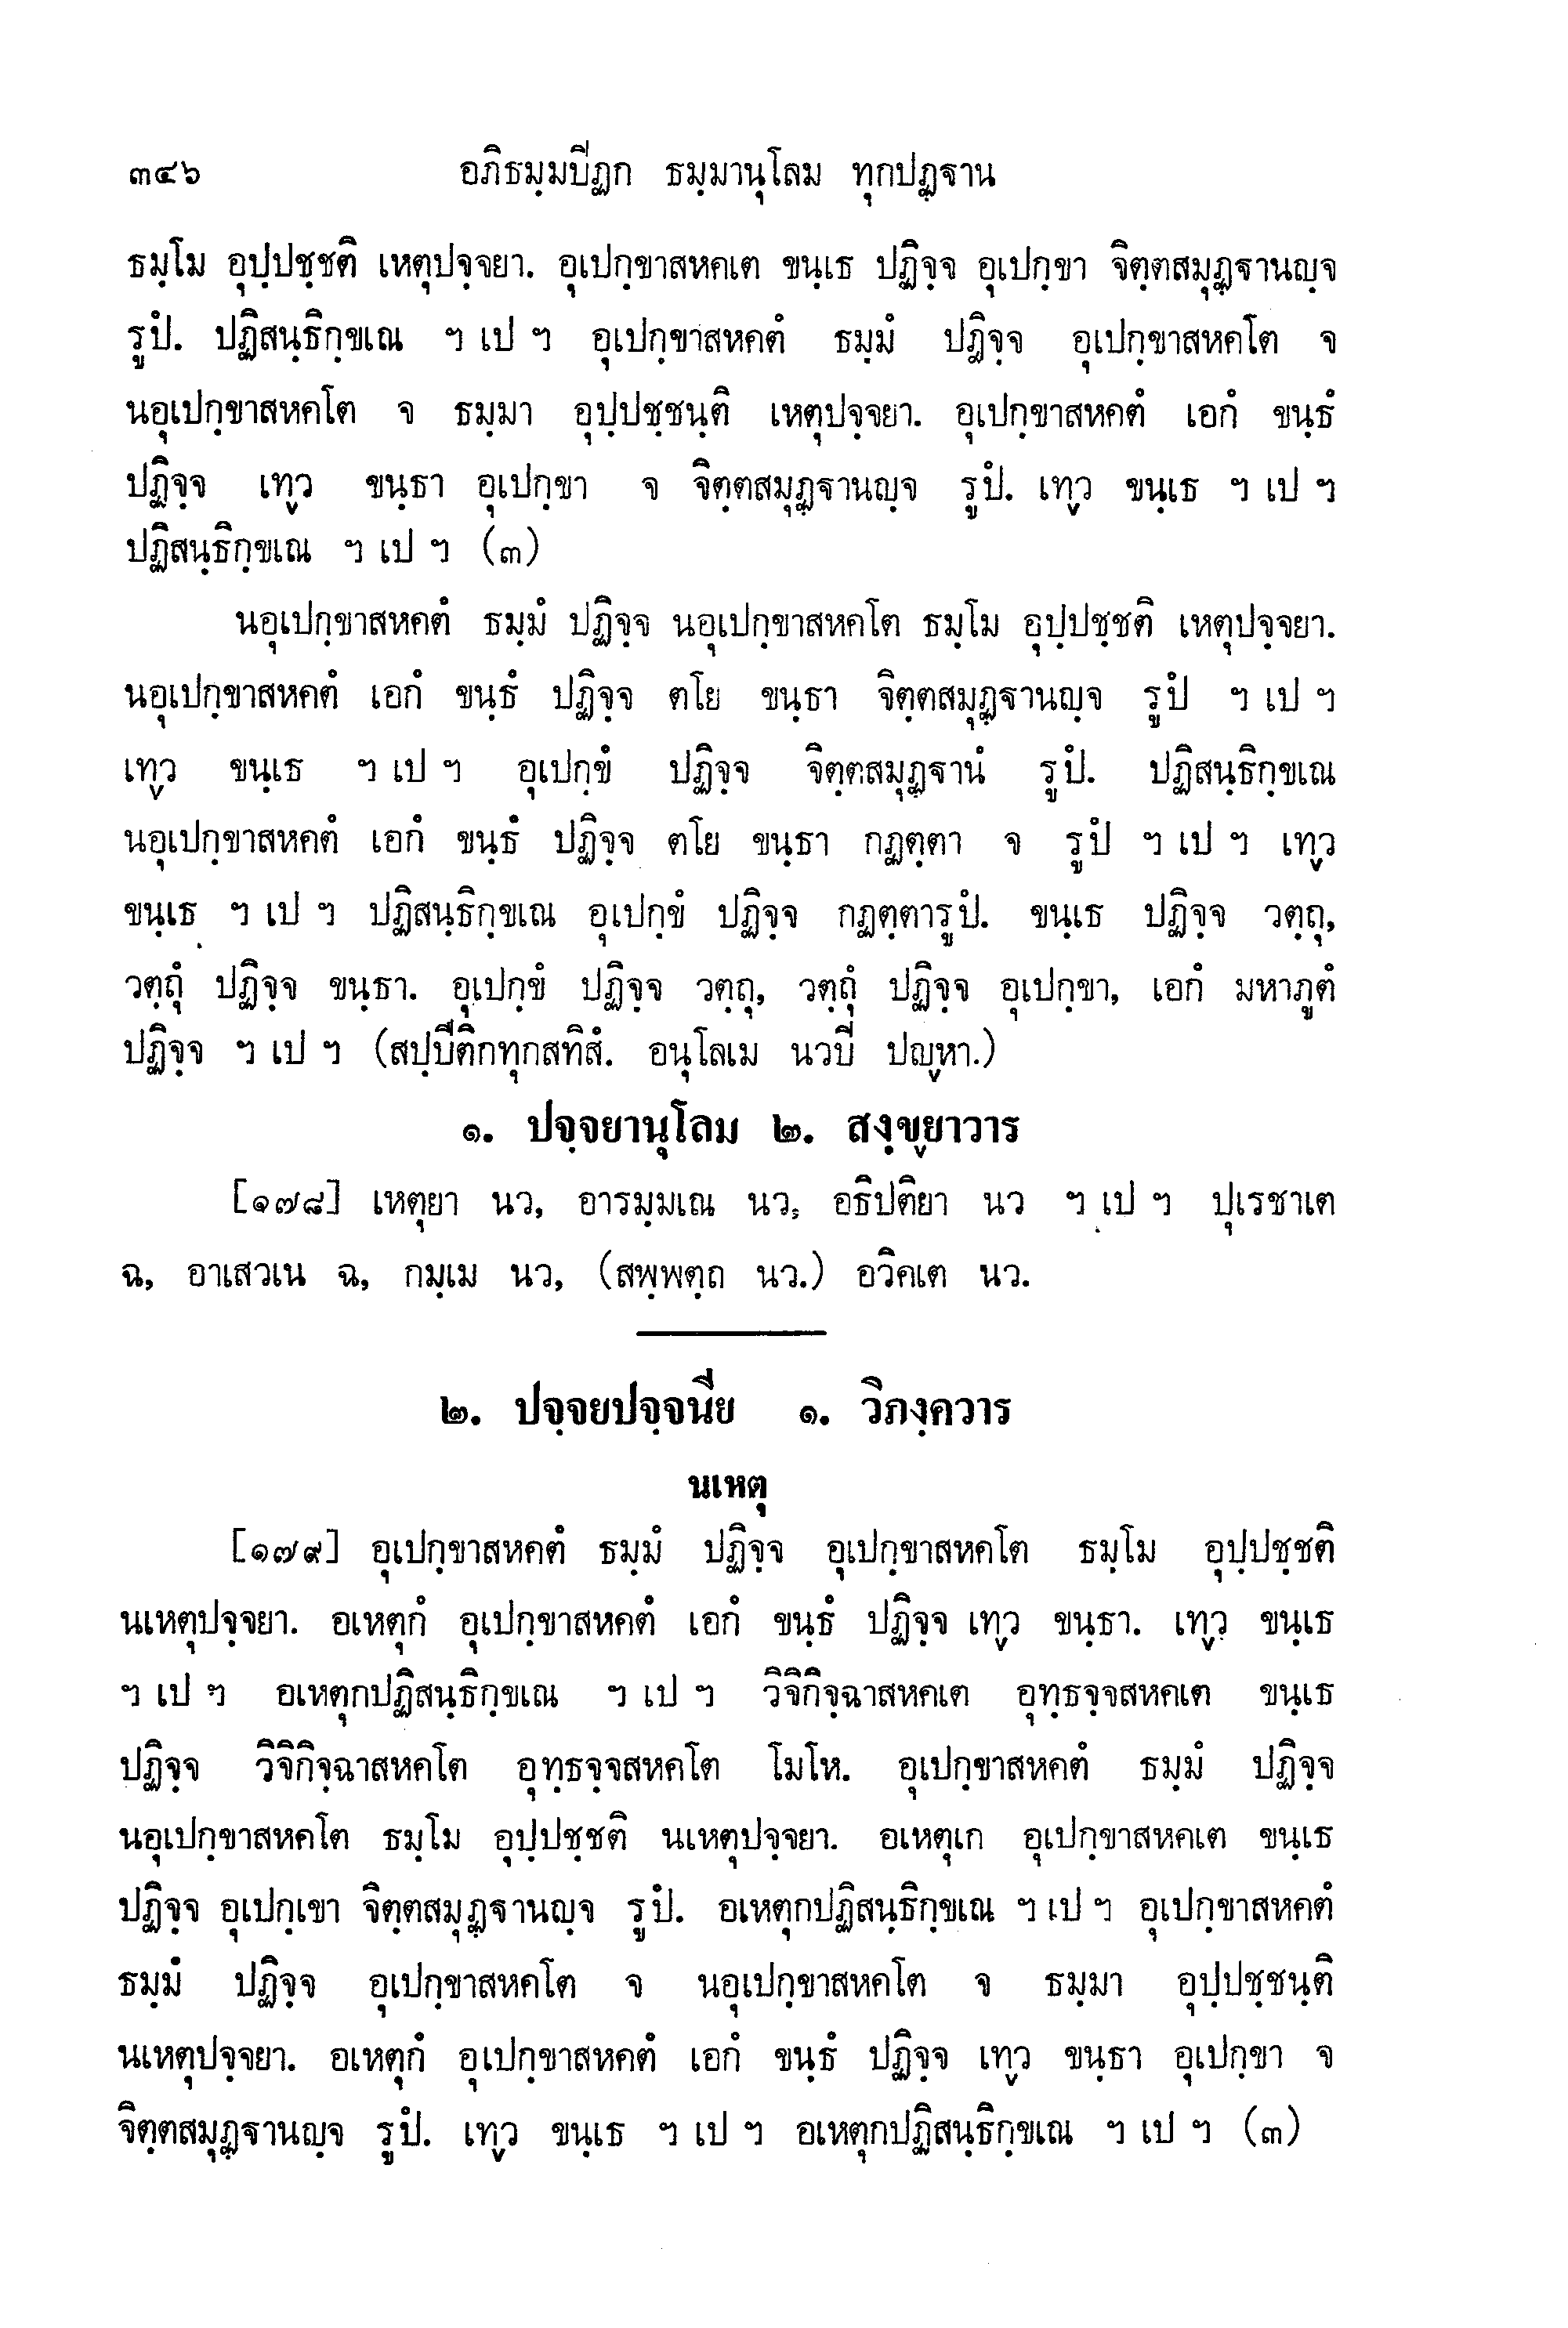 ๓๔๖ อภิธมฺมปิฏก ธมฺมานุโลม ทุกปฏฺฐาน
ธมฺโม อุปฺปชฺชติ เหตุปจฺจยา. อุเปกฺขาสหคเต ขนฺเธ ปฏิจฺจ อุเปกฺขา จิตฺตสมุฏฺฐานญฺจ
รูปํ. ปฏิสนฺธิกฺขเณ ฯ เป ฯ อุเปกฺขาสหคตํ ธมฺมํ ปฏิจฺจ อุเปกฺขาสหคโต จ
นอุเปกฺขาสหคโต จ ธมฺมา อุปฺปชฺชนฺติ เหตุปจฺจยา. อุเปกฺขาสหคตํ เอกํ ขนฺธํ
ปฏิจฺจ เทฺว ขนฺธา อุเปกฺขา จ จิตฺตสมุฏฺฐานญฺจ รูปํ. เทฺว ขนฺเธ ฯ เป ฯ
ปฏิสนฺธิกฺขเณ ฯ เป ฯ (๓)
นอุเปกฺขาสหคตํ ธมฺมํ ปฏิจฺจ นอุเปกฺขาสหคโต ธมฺโม อุปฺปชฺชติ เหตุปจฺจยา.
นอุเปกฺขาสหคตํ เอกํ ขนฺธํ ปฏิจฺจ ตโย ขนฺธา จิตฺตสมุฏฺฐานญฺจ รูปํ ฯ เป ฯ
เทฺว ขนฺเธ ฯ เป ฯ อุเปกฺขํ ปฏิจฺจ จิตฺตสมุฏฺฐานํ รูปํ. ปฏิสนฺธิกฺขเณ
นอุเปกฺขาสหคตํ เอกํ ขนฺธํ ปฏิจฺจ ตโย ขนฺธา กฏตฺตา จ รูปํ ฯ เป ฯ เทฺว
ขนฺเธ ฯ เป ฯ ปฏิสนฺธิกฺขเณ อุเปกฺขํ ปฏิจฺจ กฏตฺตารูปํ. ขนฺเธ ปฏิจฺจ วตฺถุ,
วตฺถุํ ปฏิจฺจ ขนฺธา. อุเปกฺขํ ปฏิจฺจ วตฺถุ, วตฺถุํ ปฏิจฺจ อุเปกฺขา, เอกํ มหาภูตํ
ปฏิจฺจ ฯ เป ฯ (สปฺปีติกทุกสทิสํ. อนุโลเม นวปิ ปญฺหา.)
๑. ปจฺจยานุโลม ๒. สงฺขฺยาวาร
[๑๗๘] เหตุยา นว, อารมฺมเณ นว, อธิปติยา นว ฯ เป ฯ ปุเรชาเต
ฉ, อาเสวเน ฉ, กมฺเม นว, (สพฺพตฺถ นว.) อวิคเต นว.
๒. ปจฺจยปจฺจนีย ๑. วิภงฺควาร
นเหตุ
[๑๗๙] อุเปกฺขาสหคตํ ธมฺมํ ปฏิจฺจ อุเปกฺขาสหคโต ธมฺโม อุปฺปชฺชติ
นเหตุปจฺจยา. อเหตุกํ อุเปกฺขาสหคตํ เอกํ ขนฺธํ ปฏิจฺจ เทฺว ขนฺธา. เทฺว ขนฺเธ
ฯ เป ฯ อเหตุกปฏิสนฺธิกฺขเณ ฯ เป ฯ วิจิกิจฺฉาสหคเต อุทฺธจฺจสหคเต ขนฺเธ
ปฏิจฺจ วิจิกิจฺฉาสหคโต อุทฺธจฺจสหคโต โมโห. อุเปกฺขาสหคตํ ธมฺมํ ปฏิจฺจ
นอุเปกฺขาสหคโต ธมฺโม อุปฺปชฺชติ นเหตุปจฺจยา. อเหตุเก อุเปกฺขาสหคเต ขนฺเธ
ปฏิจฺจ อุเปกฺเขา จิตฺตสมุฏฺฐานญฺจ รูปํ. อเหตุกปฏิสนฺธิกฺขเณ ฯ เป ฯ อุเปกฺขาสหคตํ
ธมฺมํ ปฏิจฺจ อุเปกฺขาสหคโต จ นอุเปกฺขาสหคโต จ ธมฺมา อุปฺปชฺชนฺติ
นเหตุปจฺจยา. อเหตุกํ อุเปกฺขาสหคตํ เอกํ ขนฺธํ ปฏิจฺจ เทฺว ขนฺธา อุเปกฺขา จ
จิตฺตสมุฏฺฐานญฺจ รูปํ. เทฺว ขนฺเธ ฯ เป ฯ อเหตุกปฏิสนฺธิกฺขเณ ฯ เป ฯ (๓)